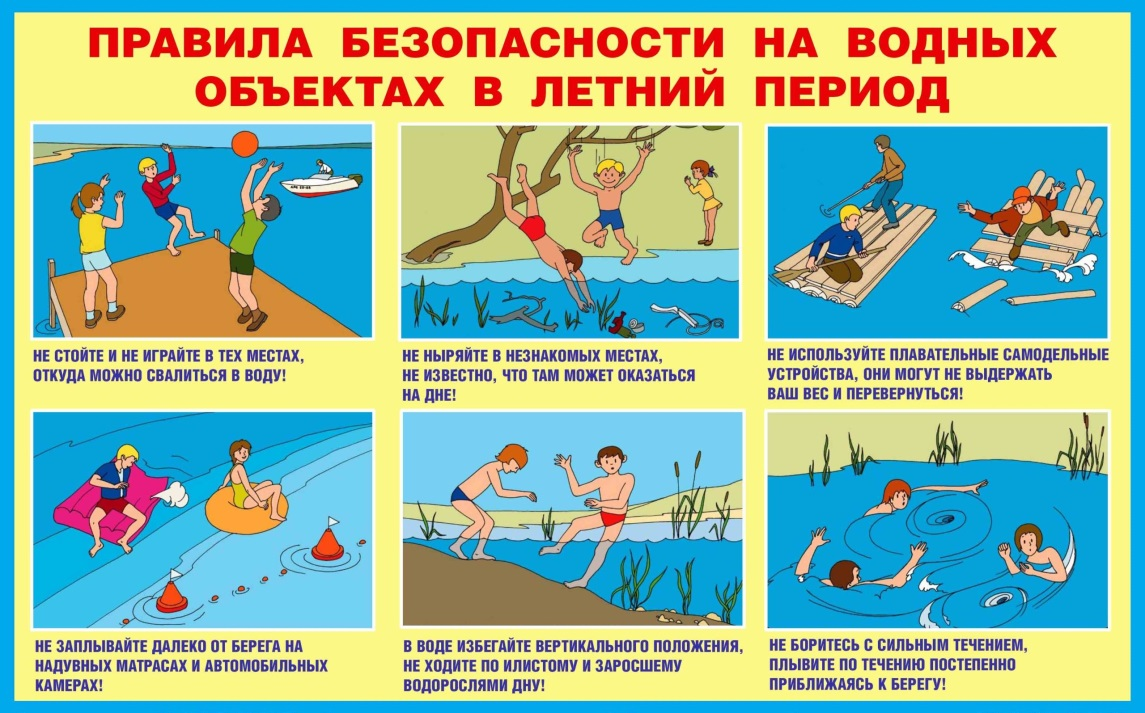 ПРАВИЛА БЕЗОПАСНОСТИ НА ВОДНЫХ
ОБЪЕКТАХ В ЛЕТНИЙ ПЕРИОД
НЕ СТОЙТЕ И НЕ ИГРАЙТЕ В ТЕХ МЕСТАХ,
ОТКУДА МОЖНО СВАЛИТЬСЯ В ВОДУ!
НЕ НЫРЯЙТЕ В НЕЗНАКОМЫХ МЕСТАХ,
НЕ ИЗВЕСТНО, ЧТО ТАМ МОЖЕТ ОКАЗАТЬСЯ
НА ДНЕ!
НЕ ИСПОЛЬЗУЙТЕ ПЛАВАТЕЛЬНЫЕ САМОДЕЛЬНЫЕ
УСТРОЙСТВА, ОНИ МОГУТ НЕ ВЫДЕРЖАТЬ
ВАШ ВЕС И ПЕРЕВЕРНУТЬСЯ!
НЕ ЗАПЛЫВАЙТЕ ДАЛЕКО ОТ БЕРЕГА НА
НАДУВНЫХ МАТРАСАХ И АВТОМОБИЛЬНЫХ
КАМЕРАХ!
В ВОДЕ ИЗБЕГАЙТЕ ВЕРТИКАЛЬНОГО ПОЛОЖЕНИЯ,
НЕ ХОДИТЕ ПО ИЛИСТОМУ И ЗАРОСШЕМУ
ВОДОРОСЛЯМИ ДНУ!
НЕ БОРИТЕСЬ С СИЛЬНЫМ ТЕЧЕНИЕМ,
ПЛЫВИТЕ ПО ТЕЧЕНИЮ ПОСТЕПЕННО
ПРИБЛИЖАЯСЬ К БЕРЕГУ!